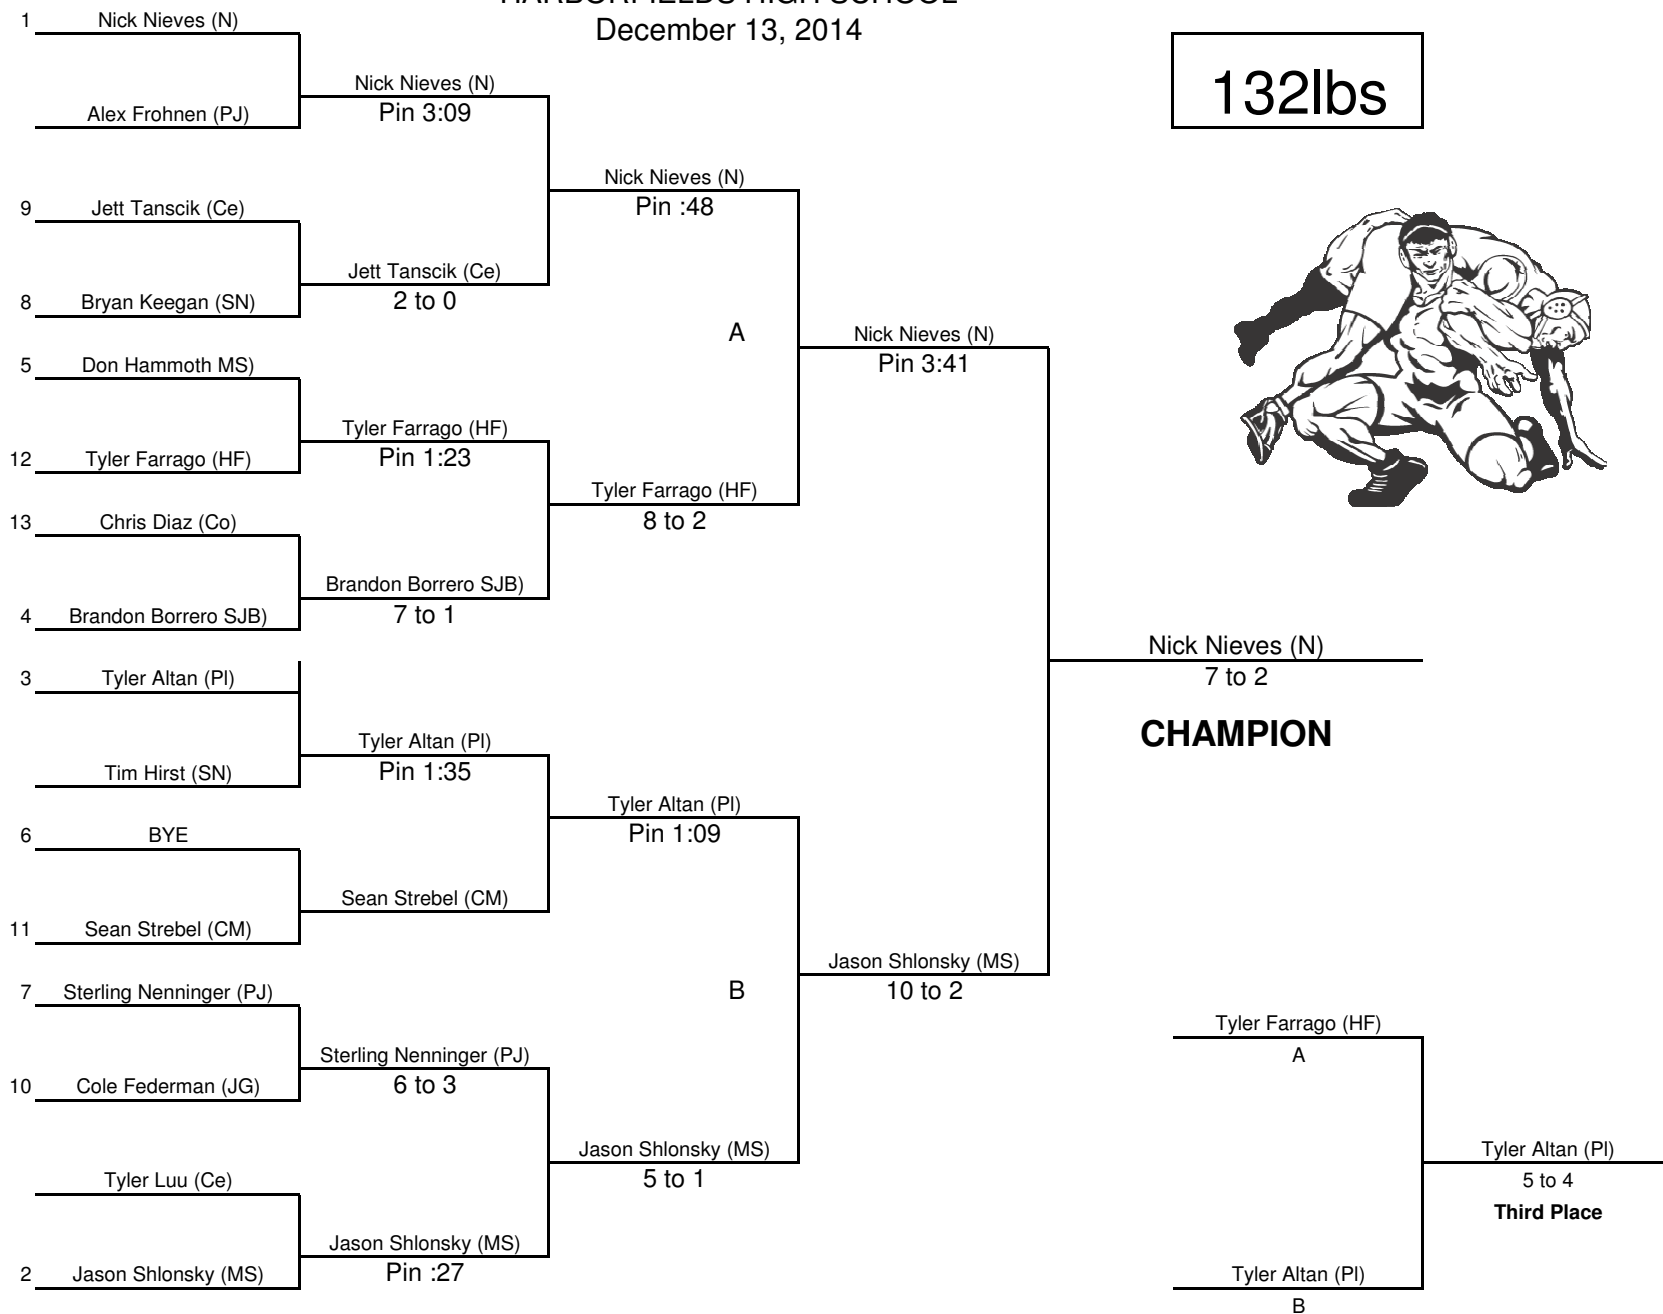 HARBORFIELDS HIGH SCHOOL
December 13, 2014
132lbs
1 Nick Nieves (N)
Alex Frohnen (PJ)
9 Jett Tanscik (Ce)
8 Bryan Keegan (SN)
5 Don Hammoth MS)
12 Tyler Farrago (HF)
13 Chris Diaz (Co)
4 Brandon Borrero SJB)
3 Tyler Altan (Pl)
Tim Hirst (SN)
6 BYE
11 Sean Strebel (CM)
7 Sterling Nenninger (PJ)
10 Cole Federman (JG)
Tyler Luu (Ce)
2 Jason Shlonsky (MS)
Nick Nieves (N)
Pin 3:09
Jett Tanscik (Ce)
2 to 0
Tyler Farrago (HF)
Pin 1:23
Brandon Borrero SJB)
7 to 1
Tyler Altan (Pl)
Pin 1:35
Sean Strebel (CM)
Sterling Nenninger (PJ)
6 to 3
Jason Shlonsky (MS)
Pin :27
Nick Nieves (N)
Pin :48
A
Tyler Farrago (HF)
8 to 2
Tyler Altan (Pl)
Pin 1:09
B
Jason Shlonsky (MS)
5 to 1
Nick Nieves (N)
Pin 3:41
Jason Shlonsky (MS)
10 to 2
Nick Nieves (N)
7 to 2
CHAMPION
Tyler Farrago (HF)
A
Tyler Altan (Pl)
5 to 4
Third Place
Tyler Altan (Pl)
B